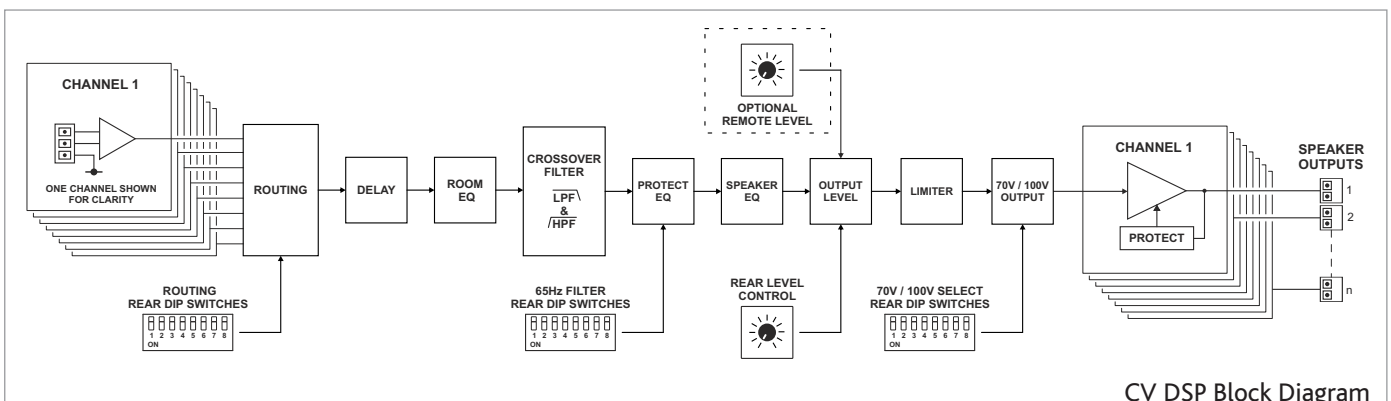 CHANNEL 1
ONE CHANNEL SHOWN
FOR CLARITY
ROUTING
ROUTING
REAR DIP SWITCHES
1 2 3 4 5 6 7 8
ON
DELAY
ROOM
EQ
CROSSOVER
FILTER
LPF
&
HPF
65Hz FILTER
REAR DIP SWITCHES
1 2 3 4 5 6 7 8
ON
PROTECT
EQ
SPEAKER
EQ
OPTIONAL
REMOTE LEVEL
OUTPUT
LEVEL
REAR LEVEL
CONTROL
LIMITER
70V / 100V
OUTPUT
70V / 100V SELECT
REAR DIP SWITCHES
1 2 3 4 5 6 7 8
ON
CHANNEL 1
PROTECT
SPEAKER
OUTPUTS
1
2
n
CV DSP Block Diagram